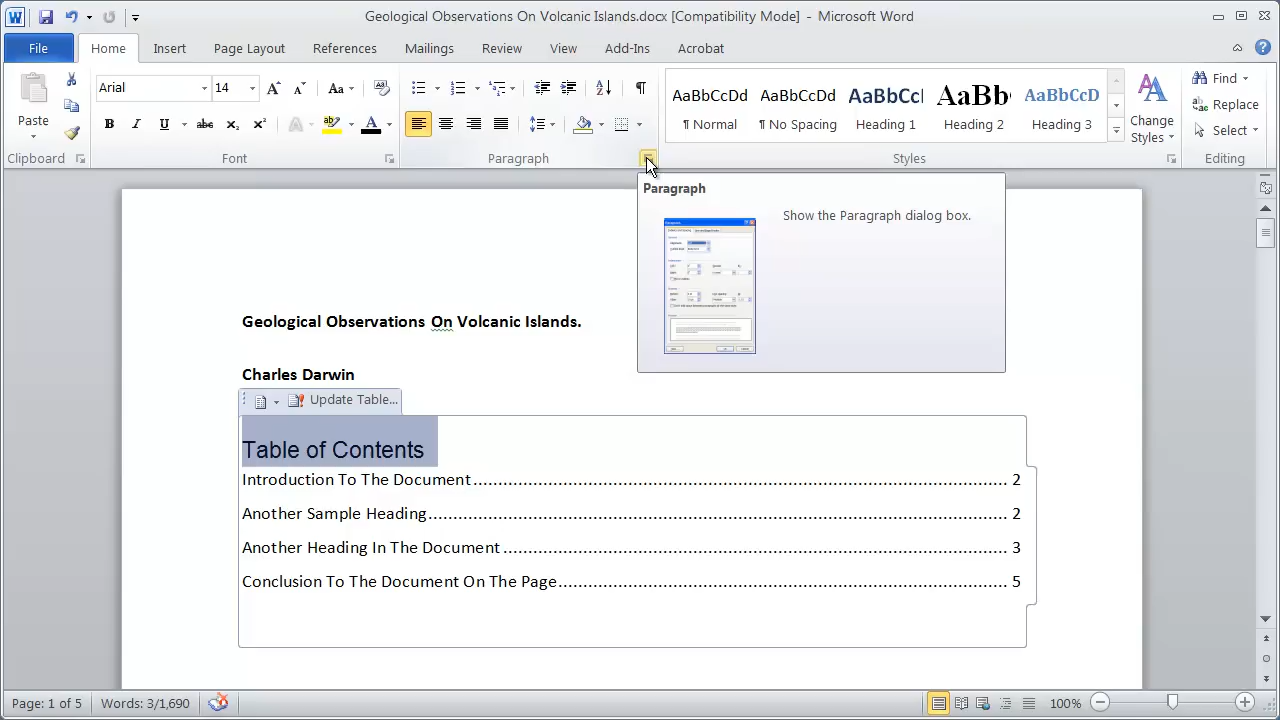 Geological Observations On Volcanic Islands.docx [Compatibility Mode] - Microsoft Word
File Home Insert Page Layout References Mailings Review View Add-Ins Acrobat
Arial 14 Aa
AaBbCcDd AaBbCcDd AaBbCcI AaBb( AaBbCcD
Find
Replace
Select
Paste
B I U abc x₂ x² A ab A
¶ Normal ¶ No Spacing Heading 1 Heading 2 Heading 3
Change Styles
Clipboard Font Paragraph Styles Editing
Paragraph
Show the Paragraph dialog box.
Geological Observations On Volcanic Islands.
Charles Darwin
Update Table...
Table of Contents
Introduction To The Document.................................................................................................. 2
Another Sample Heading.......................................................................................................... 2
Another Heading In The Document ............................................................................................. 3
Conclusion To The Document On The Page.................................................................................. 5
Page: 1 of 5 Words: 3/1,690 100%